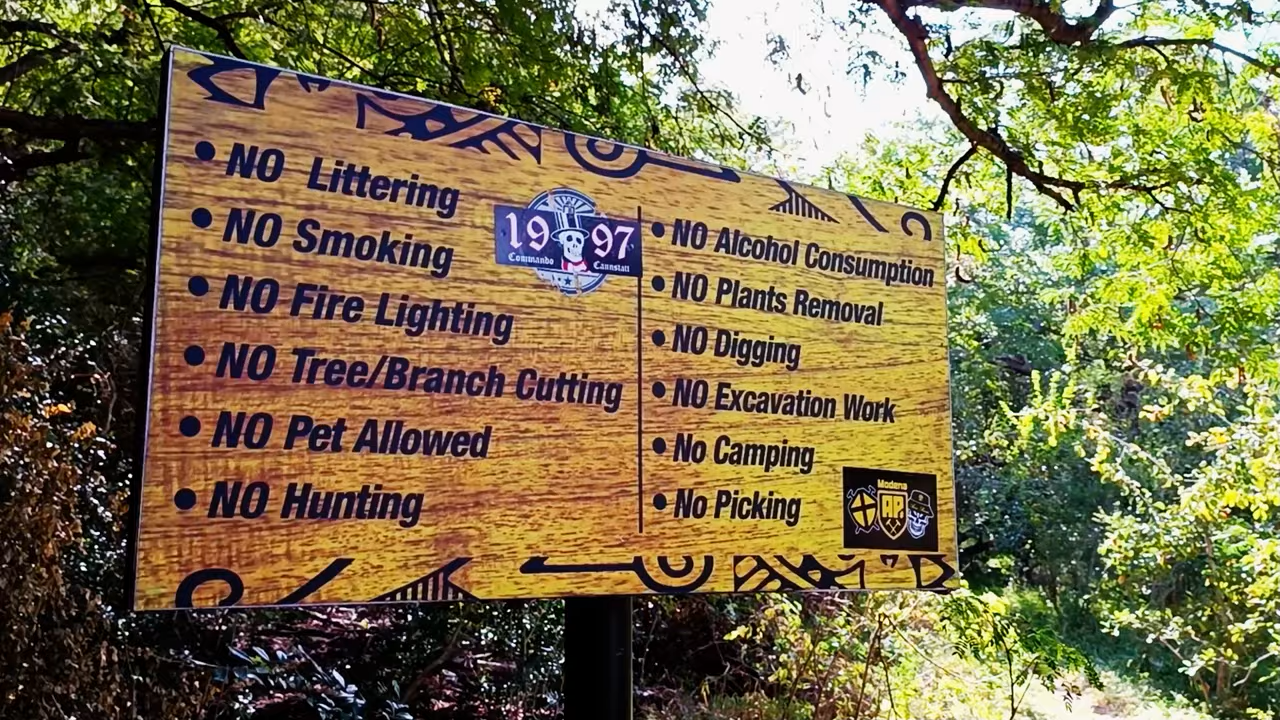 • NO Littering
• NO Smoking
• NO Fire Lighting
• NO Tree/Branch Cutting
• NO Pet Allowed
• NO Hunting
1997
Commando Cannstatt
• NO Alcohol Consumption
• NO Plants Removal
• NO Digging
• NO Excavation Work
• No Camping
• No Picking
Modena